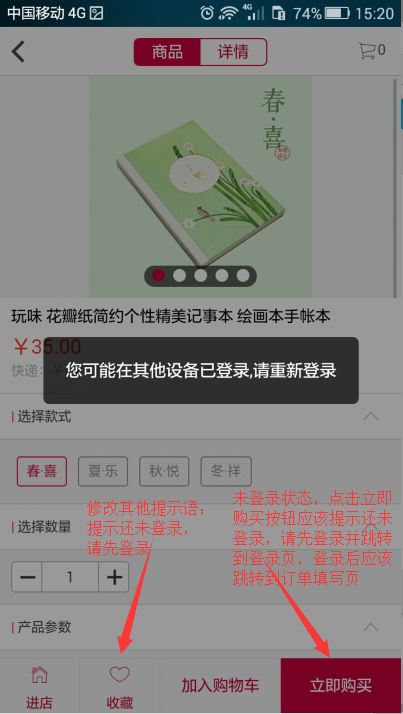 中国移动 4G 4G 74% 15:20
商品 详情 0
春·喜
玩味 花瓣纸简约个性精美记事本 绘画本手帐本
￥35.00
快递：
您可能在其他设备已登录,请重新登录
选择款式
春·喜 夏·乐 秋·悦 冬·祥
修改其他提示语：
提示还未登录，
请先登录
未登录状态，点击立即
购买按钮应该提示还未
登录，请先登录并跳转
到登录页，登录后应该
跳转到订单填写页
选择数量
1
产品参数
进店 收藏 加入购物车 立即购买